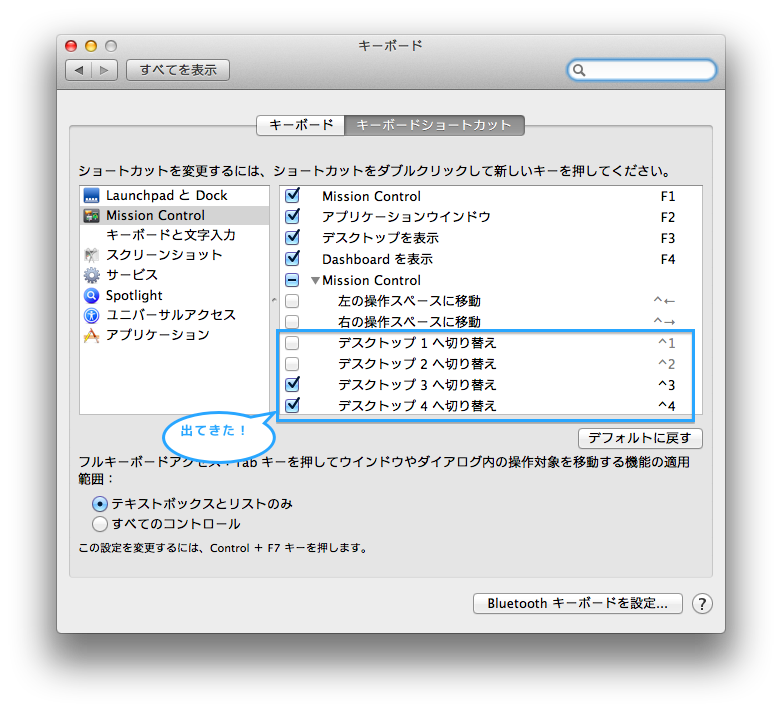 キーボード
すべてを表示
キーボード
キーボードショートカット
ショートカットを変更するには、ショートカットをダブルクリックして新しいキーを押してください。
Launchpad と Dock
Mission Control
キーボードと文字入力
スクリーンショット
サービス
Spotlight
ユニバーサルアクセス
アプリケーション
Mission Control F1
アプリケーションウインドウ F2
デスクトップを表示 F3
Dashboard を表示 F4
Mission Control
左の操作スペースに移動 ^←
右の操作スペースに移動 ^→
デスクトップ 1 へ切り替え ^1
デスクトップ 2 へ切り替え ^2
デスクトップ 3 へ切り替え ^3
デスクトップ 4 へ切り替え ^4
出てきた！
デフォルトに戻す
フルキーボードアクセス：Tab キーを押してウインドウやダイアログ内の操作対象を移動する機能の適用
範囲：
テキストボックスとリストのみ
すべてのコントロール
この設定を変更するには、Control + F7 キーを押します。
Bluetooth キーボードを設定...
?